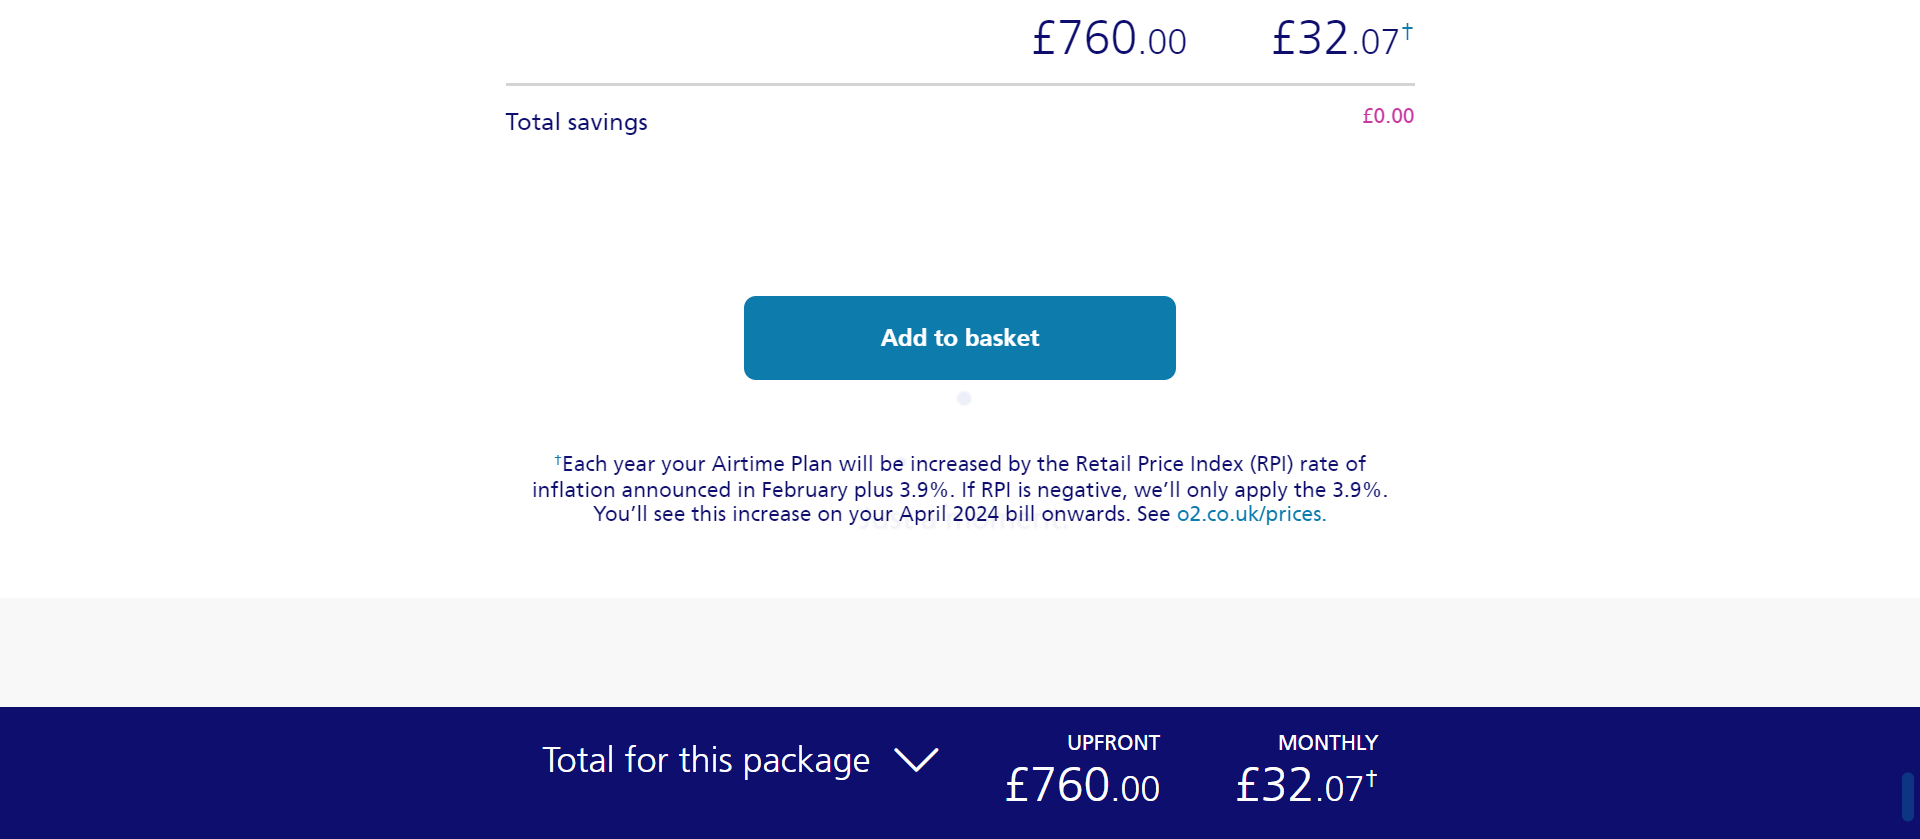 £760.00 £32.07†
Total savings £0.00
Add to basket
†Each year your Airtime Plan will be increased by the Retail Price Index (RPI) rate of
inflation announced in February plus 3.9%. If RPI is negative, we’ll only apply the 3.9%.
You’ll see this increase on your April 2024 bill onwards. See o2.co.uk/prices.
Total for this package
UPFRONT MONTHLY
£760.00 £32.07†